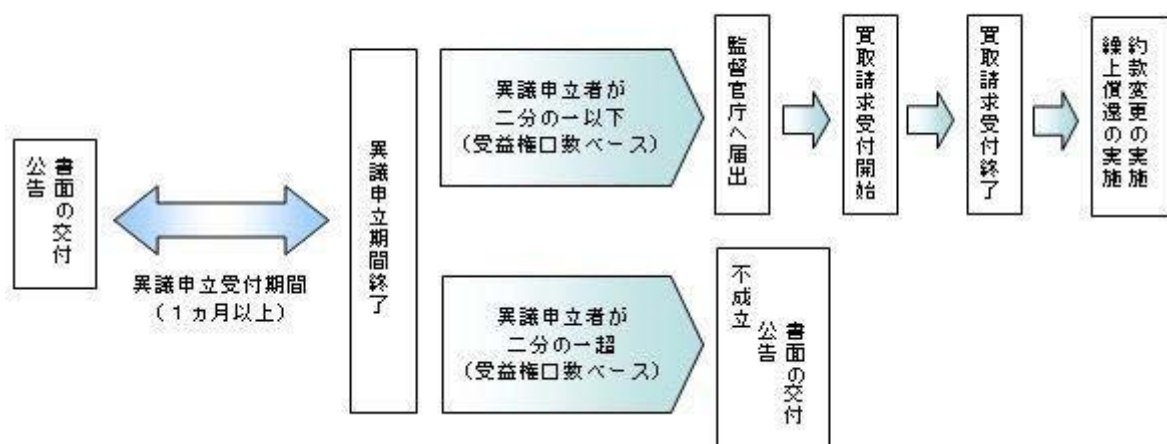 書面の交付
公告
異議申立受付期間
（１ヵ月以上）
異議申立期間終了
異議申立者が
二分の一以下
（受益権口数ベース）
監督官庁へ届出
買取請求受付開始
買取請求受付終了
約款変更の実施
繰上償還の実施
異議申立者が
二分の一超
（受益権口数ベース）
不成立
書面の交付
公告